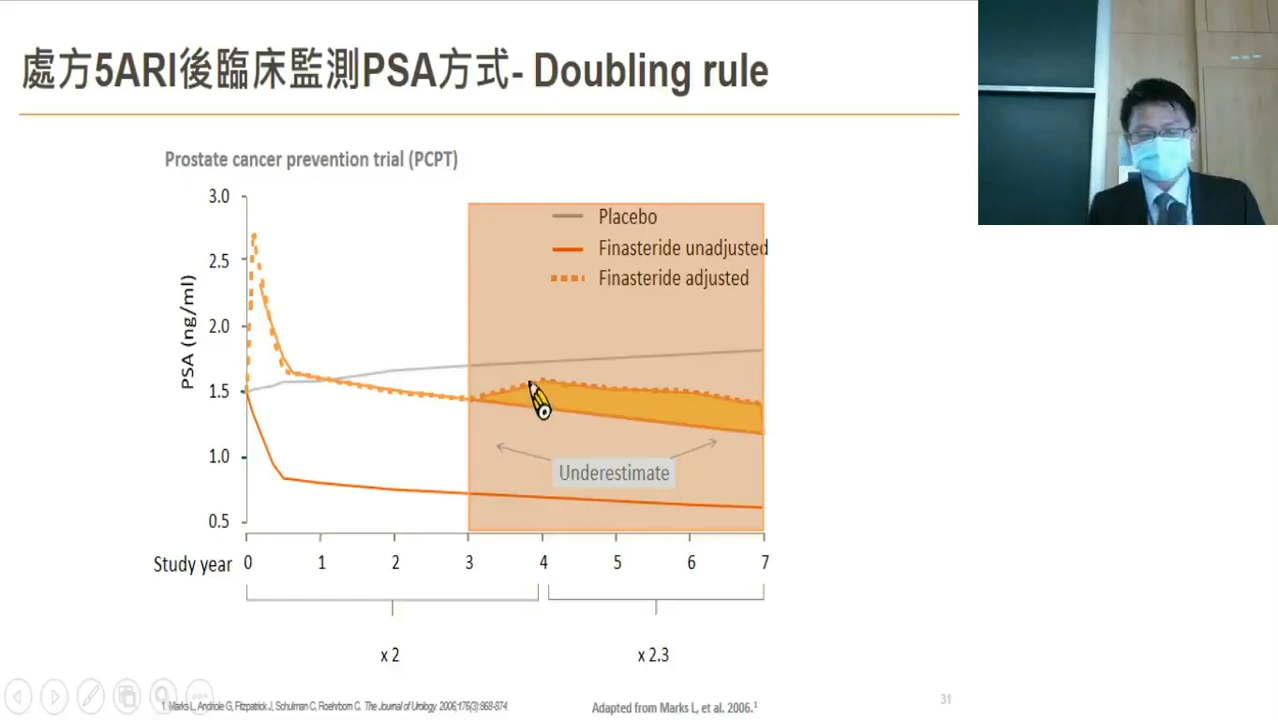 處方5ARI後臨床監測PSA方式- Doubling rule
Prostate cancer prevention trial (PCPT)
PSA (ng/ml)
3.0
2.5
2.0
1.5
1.0
0.5
Placebo
Finasteride unadjusted
Finasteride adjusted
Underestimate
Study year 0 1 2 3 4 5 6 7
x 2
x 2.3
1. Marks L, Andriole G, Fitzpatrick J, Schulman C, Roehrborn C. The Journal of Urology. 2006;176(3):868-874
Adapted from Marks L, et al. 2006.¹
31